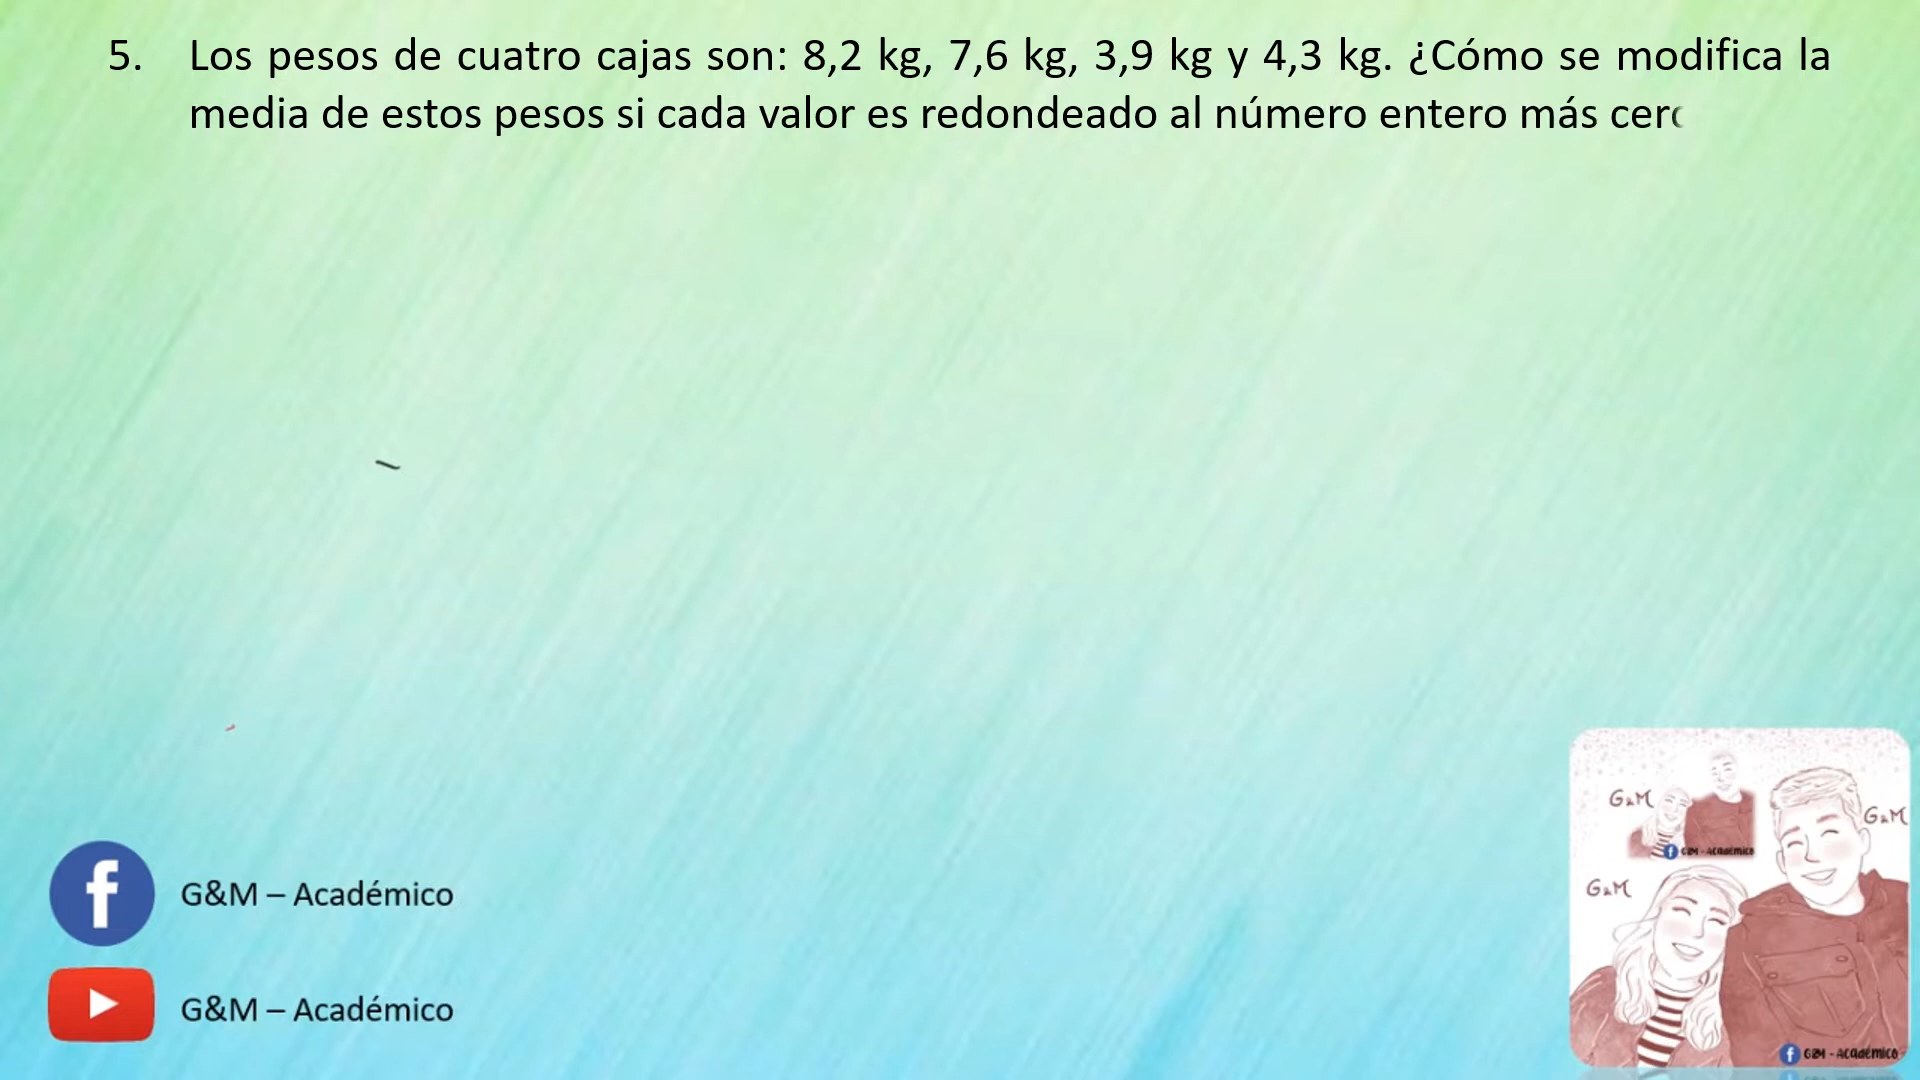 5. Los pesos de cuatro cajas son: 8,2 kg, 7,6 kg, 3,9 kg y 4,3 kg. ¿Cómo se modifica la
media de estos pesos si cada valor es redondeado al número entero más
G&M – Académico
G&M – Académico
G&M
G&M
G&M - Académico
G&M
G&M - Académico